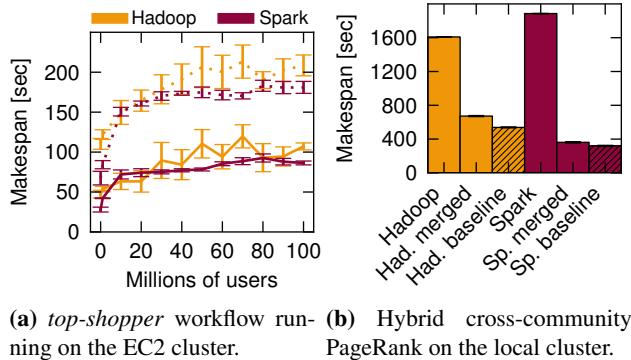 Hadoop Spark
Makespan [sec]
200
150
100
50
0
0 20 40 60 80 100
Millions of users
Makespan [sec]
1600
1200
800
400
0
Hadoop
Had. merged
Had. baseline
Spark
Sp. merged
Sp. baseline
(a) top-shopper workflow run-
ning on the EC2 cluster.
(b) Hybrid cross-community
PageRank on the local cluster.